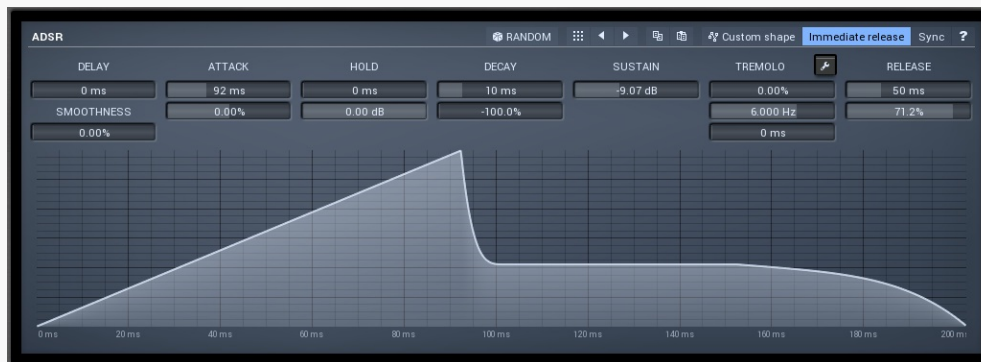 ADSR RANDOM Custom shape Immediate release Sync ?
DELAY ATTACK HOLD DECAY SUSTAIN TREMOLO RELEASE
0 ms 92 ms 0 ms 10 ms -9.07 dB 0.00% 50 ms
SMOOTHNESS 0.00% 0.00 dB -100.0% 6.000 Hz 71.2%
0.00% 0 ms
0 ms 20 ms 40 ms 60 ms 80 ms 100 ms 120 ms 140 ms 160 ms 180 ms 200 m